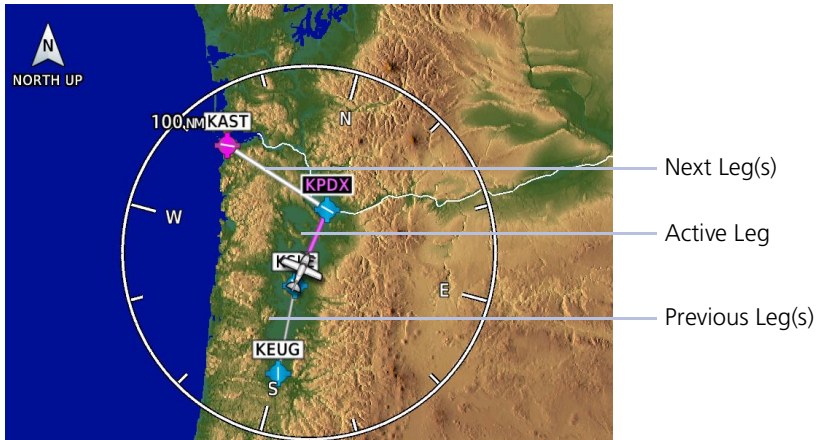 N
NORTH UP
100NM
KAST
N
KPDX
W
E
KEUG
S
Next Leg(s)
Active Leg
Previous Leg(s)